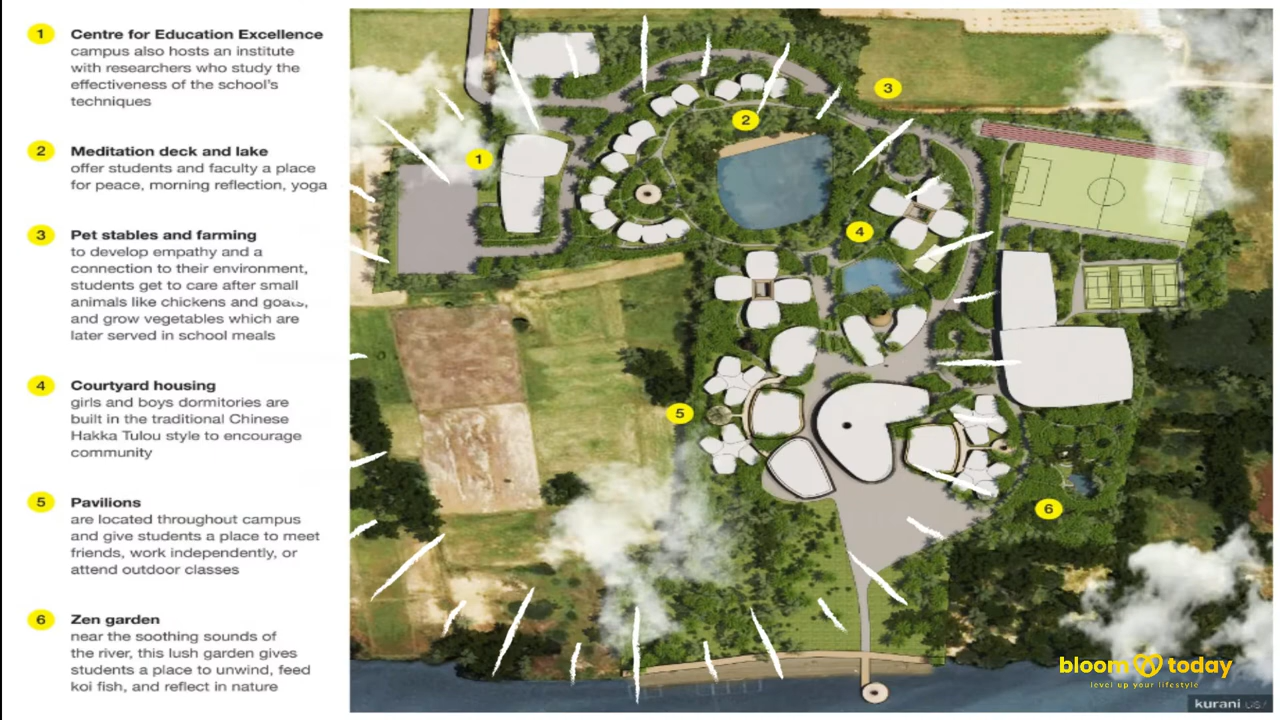 1 Centre for Education Excellence
campus also hosts an institute
with researchers who study the
effectiveness of the school's
techniques
2 Meditation deck and lake
offer students and faculty a place
for peace, morning reflection, yoga
3 Pet stables and farming
to develop empathy and a
connection to their environment,
students get to care after small
animals like chickens and goats,
and grow vegetables which are
later served in school meals
4 Courtyard housing
girls and boys dormitories are
built in the traditional Chinese
Hakka Tulou style to encourage
community
5 Pavilions
are located throughout campus
and give students a place to meet
friends, work independently, or
attend outdoor classes
6 Zen garden
near the soothing sounds of
the river, this lush garden gives
students a place to unwind, feed
koi fish, and reflect in nature
3
2
1
4
5
6
bloom today
level up your lifestyle
kurani us/